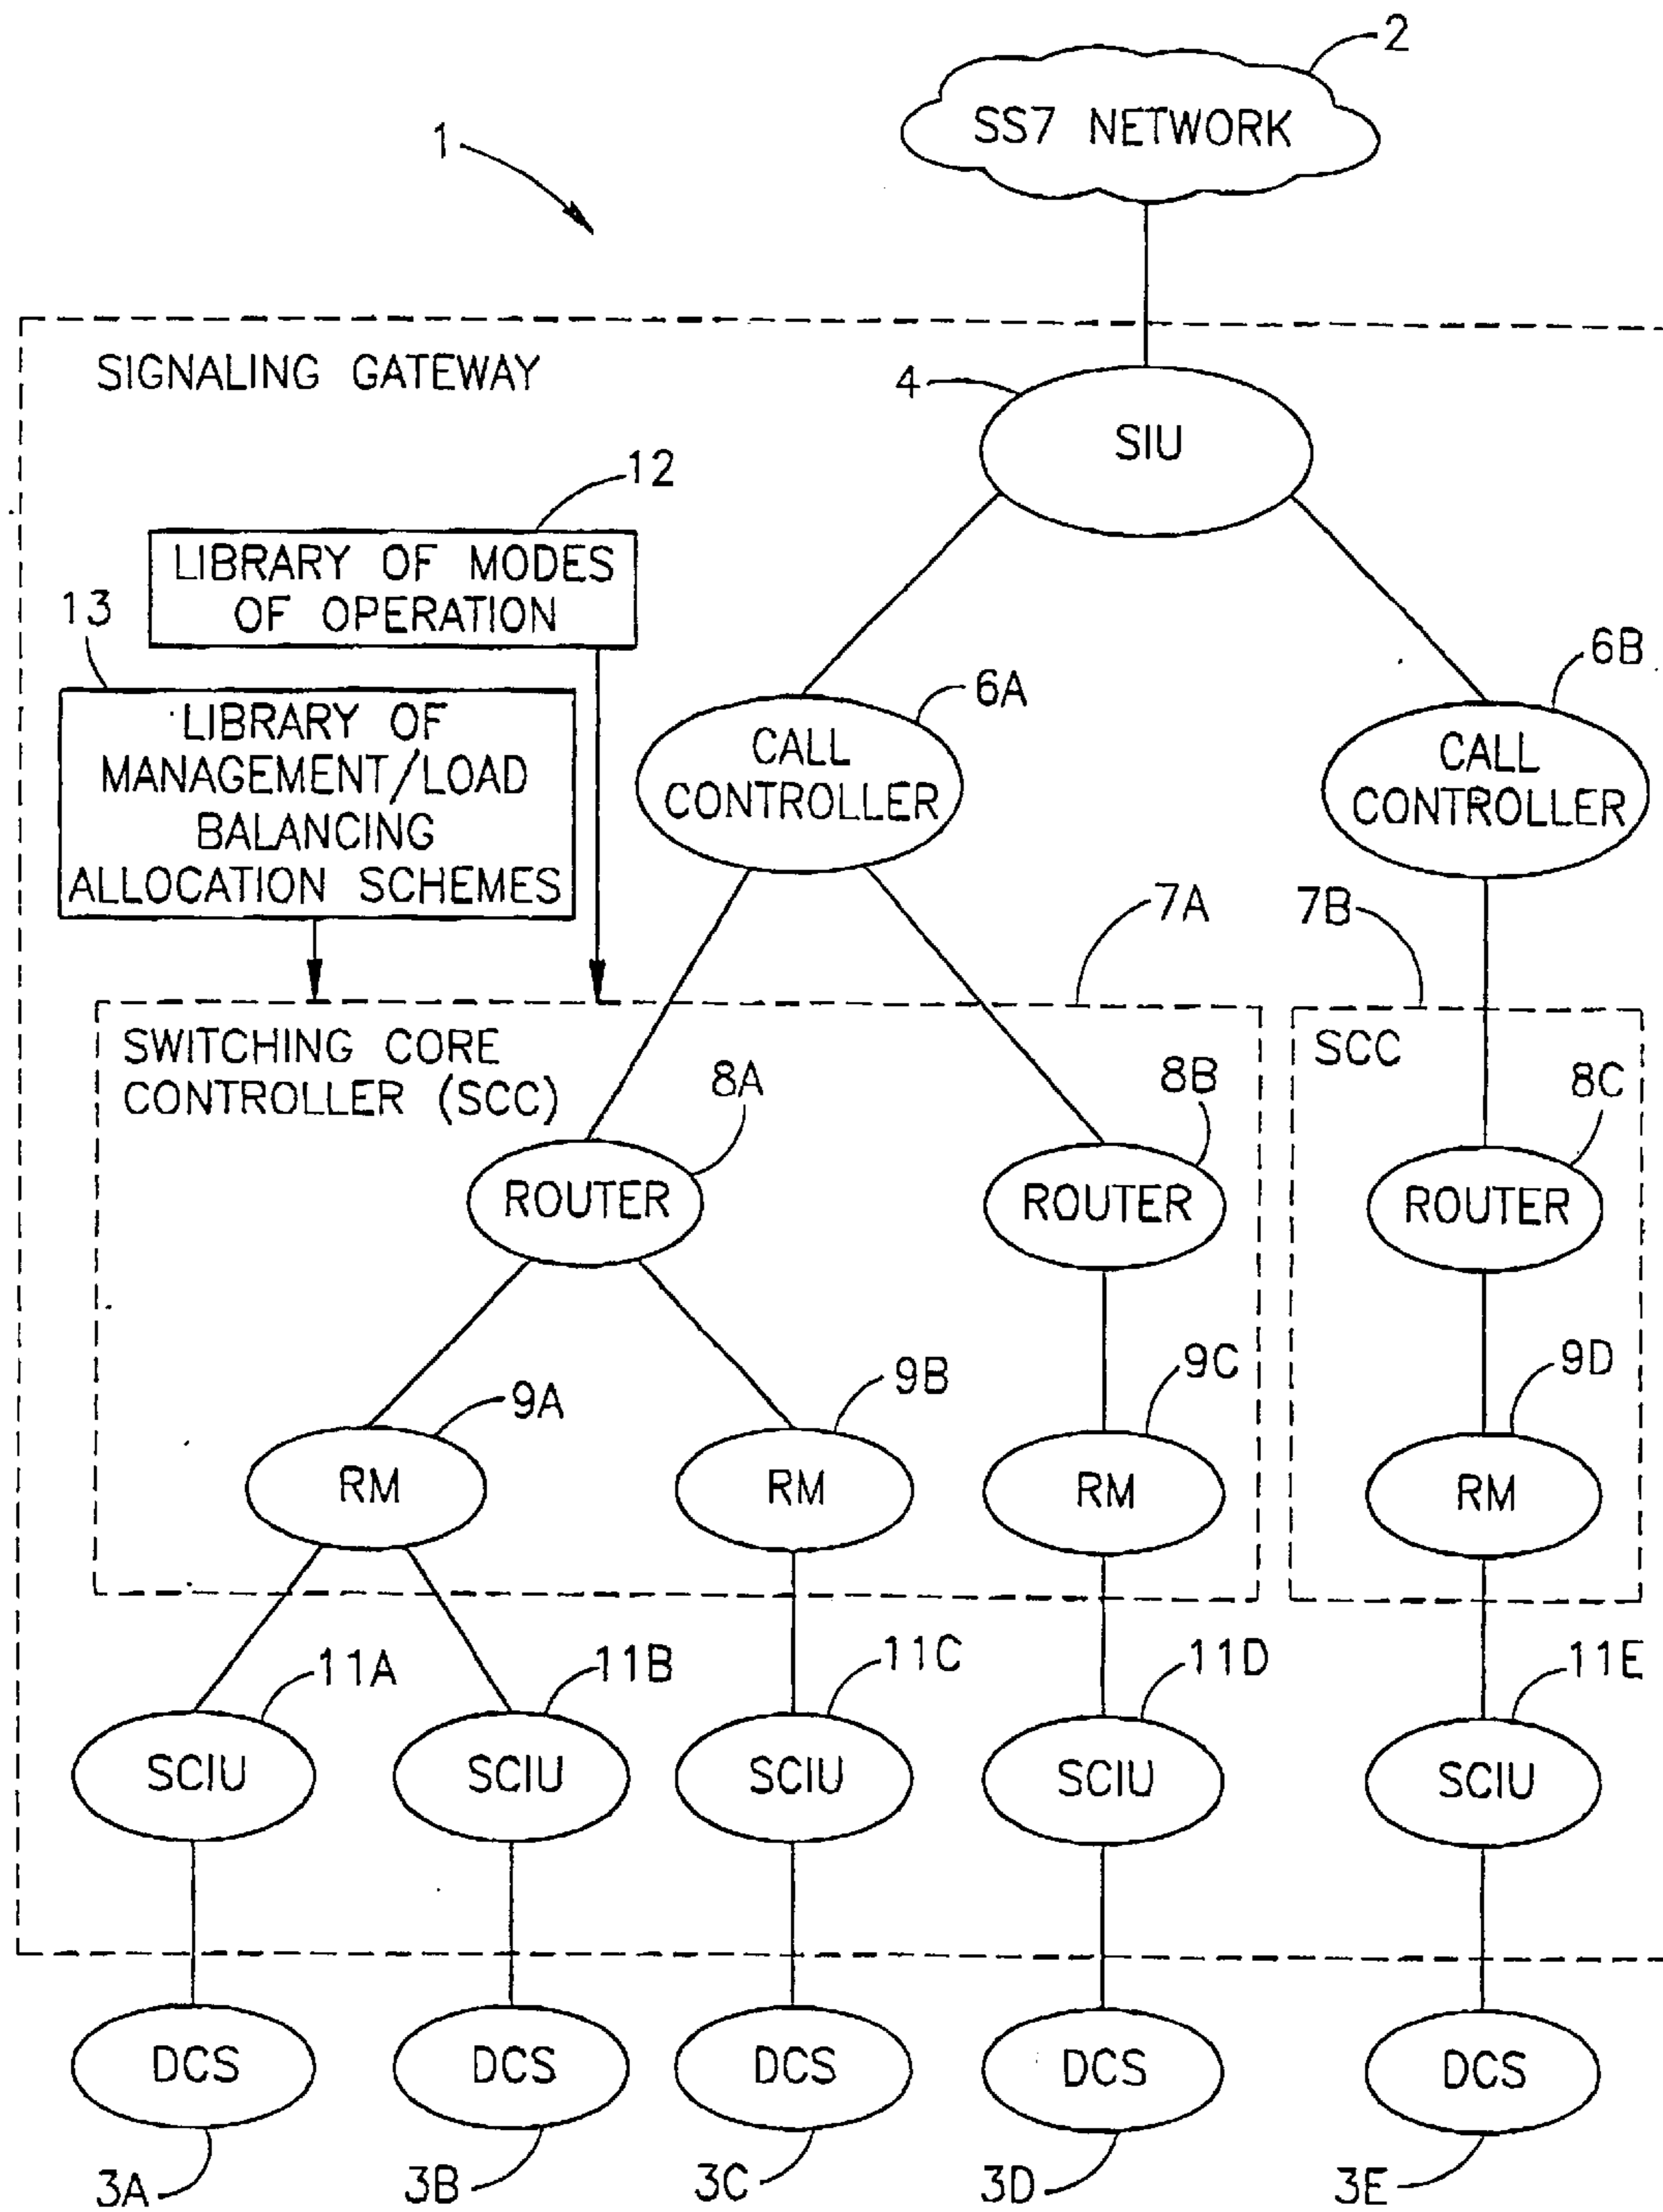 2
SS7 NETWORK
1
SIGNALING GATEWAY
4
SIU
12
LIBRARY OF MODES
OF OPERATION
13
LIBRARY OF
MANAGEMENT/LOAD
BALANCING
ALLOCATION SCHEMES
6A
CALL
CONTROLLER
6B
CALL
CONTROLLER
7A
7B
SWITCHING CORE
CONTROLLER (SCC)
SCC
8A
ROUTER
8B
ROUTER
8C
ROUTER
9A
RM
9B
RM
9C
RM
9D
RM
11A
SCIU
11B
SCIU
11C
SCIU
11D
SCIU
11E
SCIU
DCS
DCS
DCS
DCS
DCS
3A
3B
3C
3D
3E